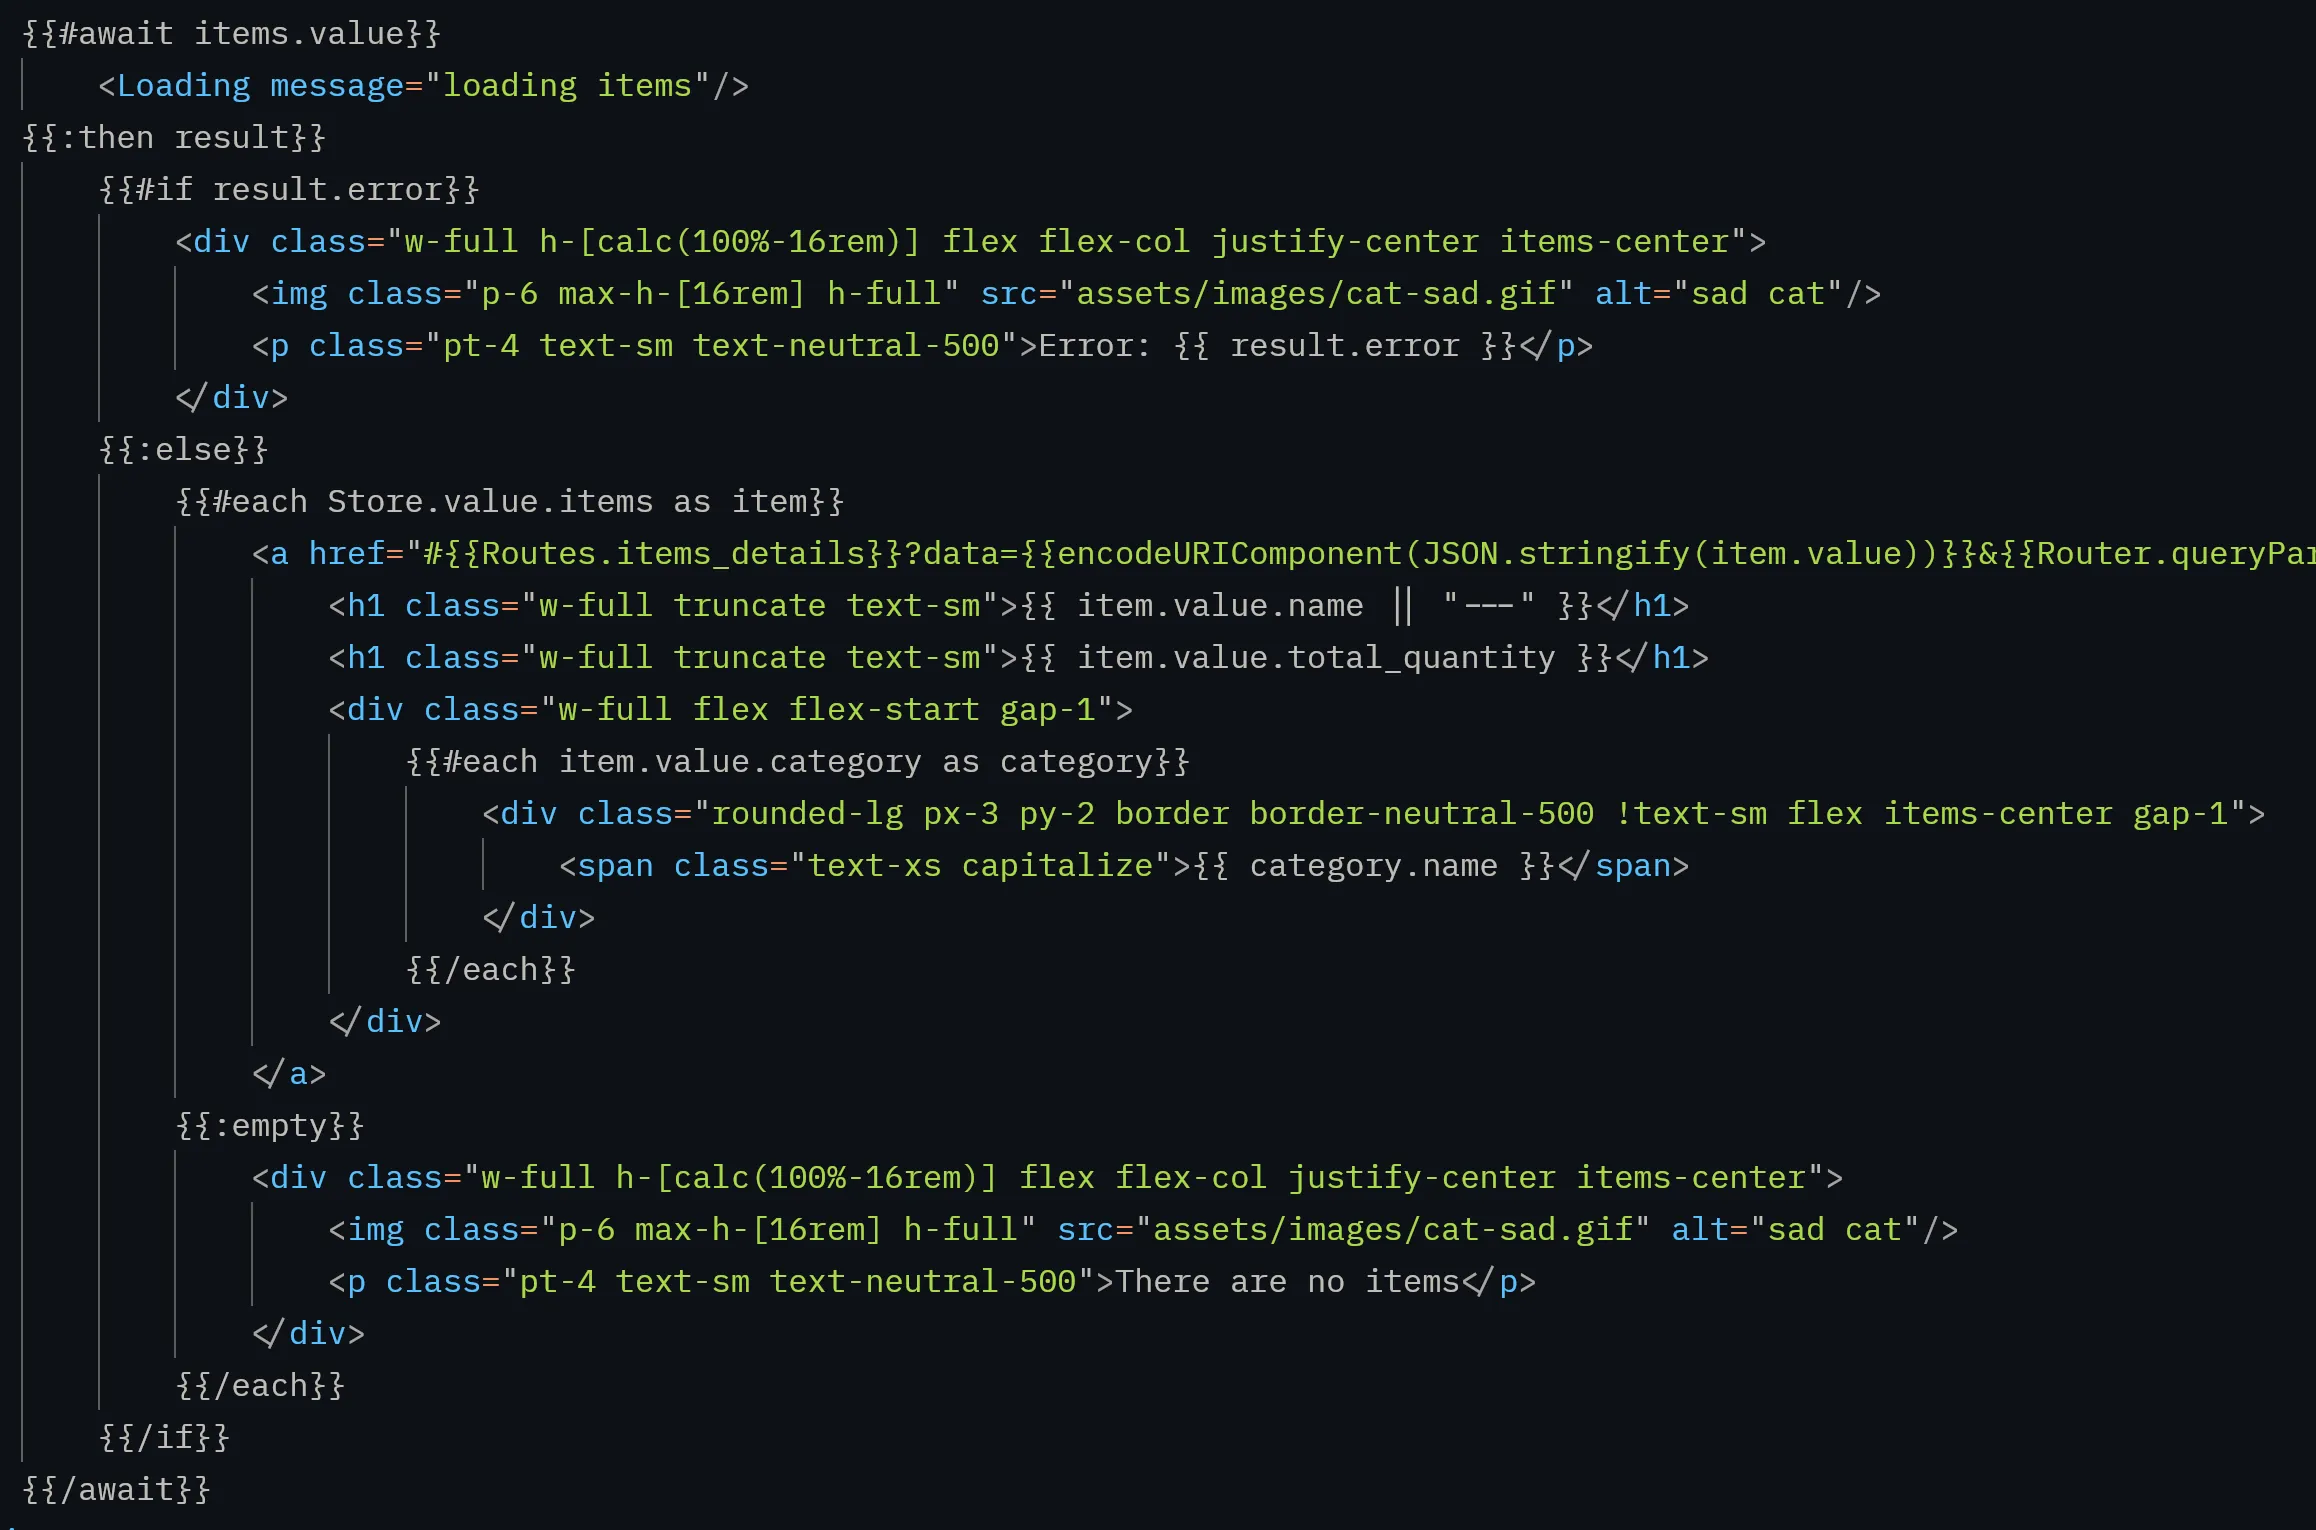 {{#await items.value}}
<Loading message="loading items"/>
{{:then result}}
{{#if result.error}}
<div class="w-full h-[calc(100%-16rem)] flex flex-col justify-center items-center">
<img class="p-6 max-h-[16rem] h-full" src="assets/images/cat-sad.gif" alt="sad cat"/>
<p class="pt-4 text-sm text-neutral-500">Error: {{ result.error }}</p>
</div>
{{:else}}
{{#each Store.value.items as item}}
<a href="#{{Routes.items_details}}?data={{encodeURIComponent(JSON.stringify(item.value))}}&{{Router.queryPar
<h1 class="w-full truncate text-sm">{{ item.value.name || "---" }}</h1>
<h1 class="w-full truncate text-sm">{{ item.value.total_quantity }}</h1>
<div class="w-full flex flex-start gap-1">
{{#each item.value.category as category}}
<div class="rounded-lg px-3 py-2 border border-neutral-500 !text-sm flex items-center gap-1">
<span class="text-xs capitalize">{{ category.name }}</span>
</div>
{{/each}}
</div>
</a>
{{:empty}}
<div class="w-full h-[calc(100%-16rem)] flex flex-col justify-center items-center">
<img class="p-6 max-h-[16rem] h-full" src="assets/images/cat-sad.gif" alt="sad cat"/>
<p class="pt-4 text-sm text-neutral-500">There are no items</p>
</div>
{{/each}}
{{/if}}
{{/await}}